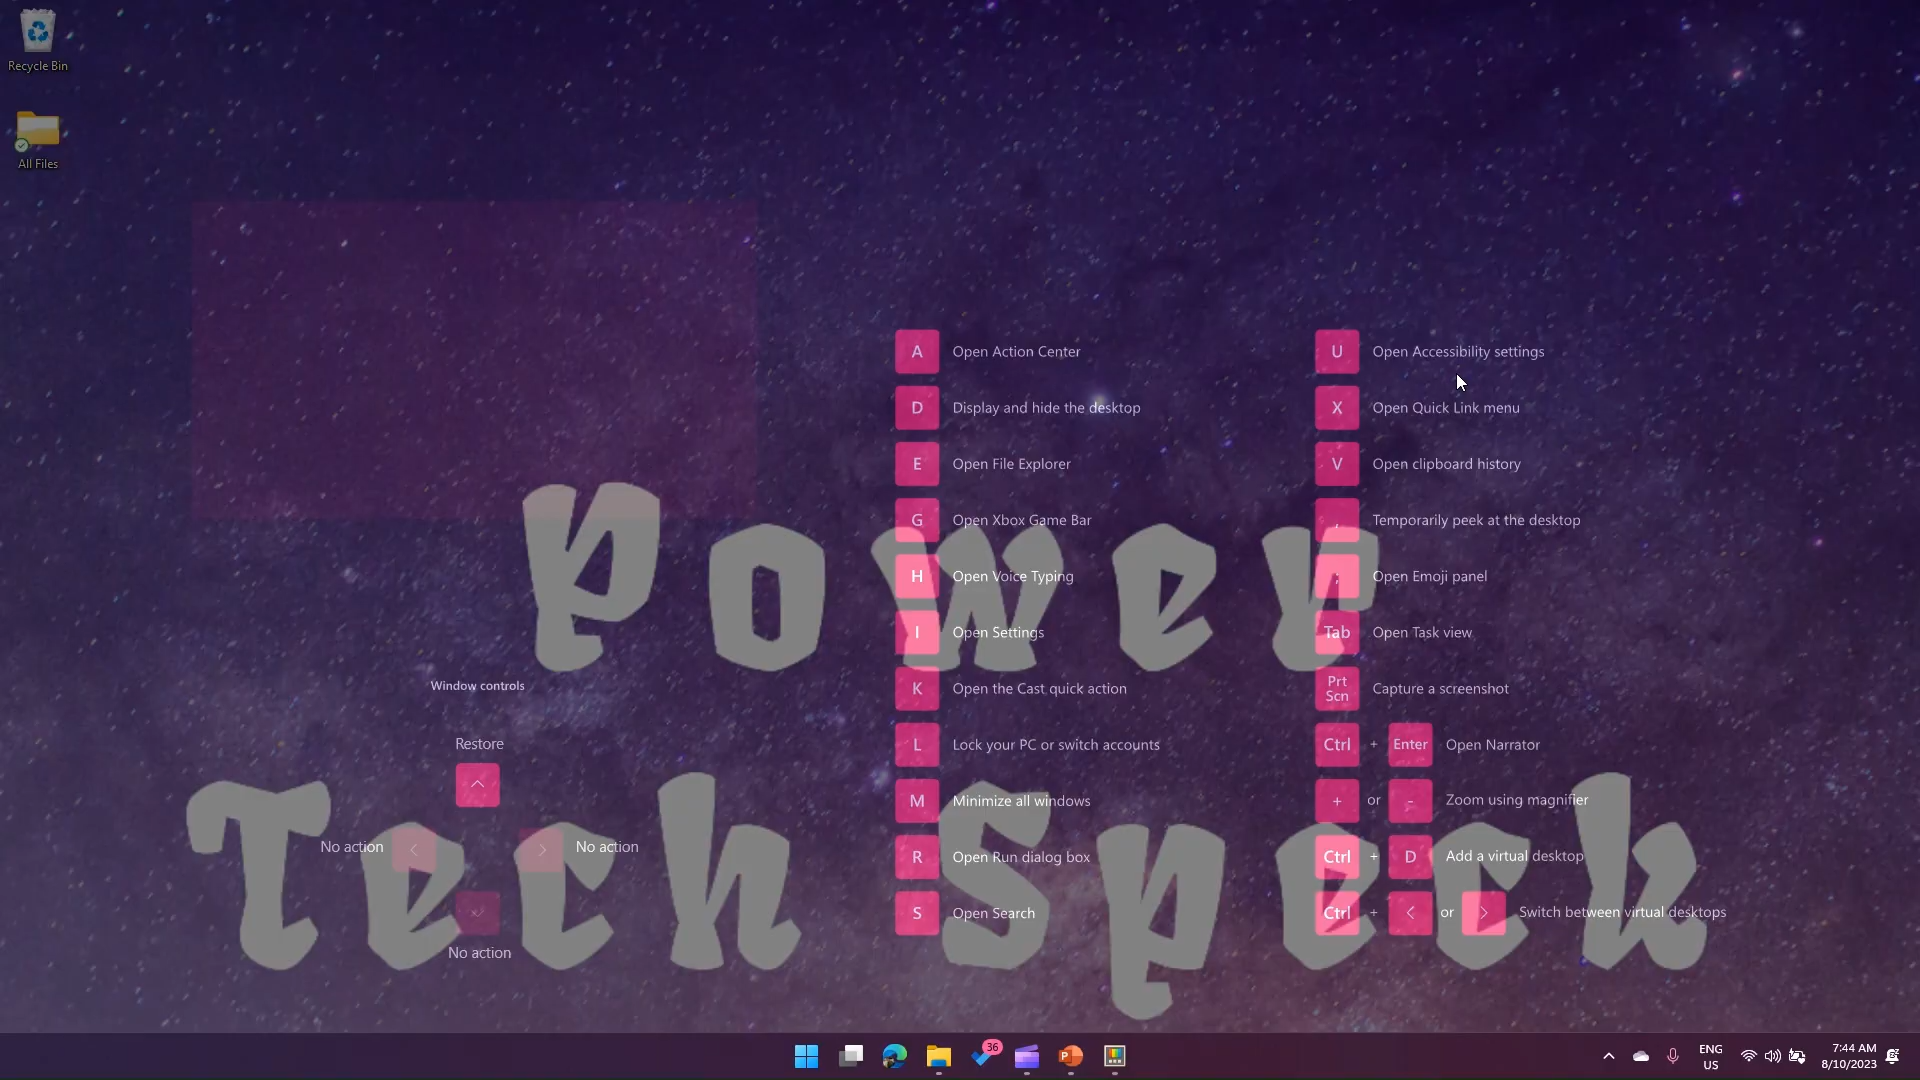 Recycle Bin
All Files
A Open Action Center
D Display and hide the desktop
E Open File Explorer
G Open Xbox Game Bar
H Open Voice Typing
I Open Settings
K Open the Cast quick action
L Lock your PC or switch accounts
M Minimize all windows
R Open Run dialog box
S Open Search
U Open Accessibility settings
X Open Quick Link menu
V Open clipboard history
, Temporarily peek at the desktop
; Open Emoji panel
Tab Open Task view
Prt Scn Capture a screenshot
Ctrl + Enter Open Narrator
+ or - Zoom using magnifier
Ctrl + D Add a virtual desktop
Ctrl + < or > Switch between virtual desktops
Window controls
Restore
No action
No action
No action
Power
Tech Speck
36
P
ENG
US
7:44 AM
8/10/2023